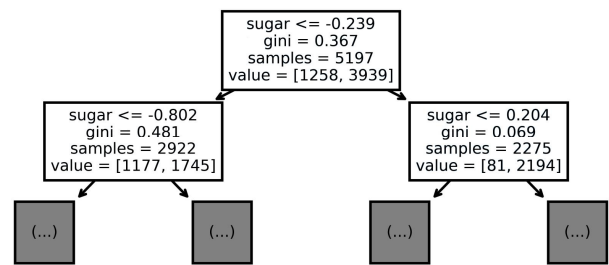 sugar <= -0.239
gini = 0.367
samples = 5197
value = [1258, 3939]
sugar <= -0.802
gini = 0.481
samples = 2922
value = [1177, 1745]
sugar <= 0.204
gini = 0.069
samples = 2275
value = [81, 2194]
(...)
(...)
(...)
(...)